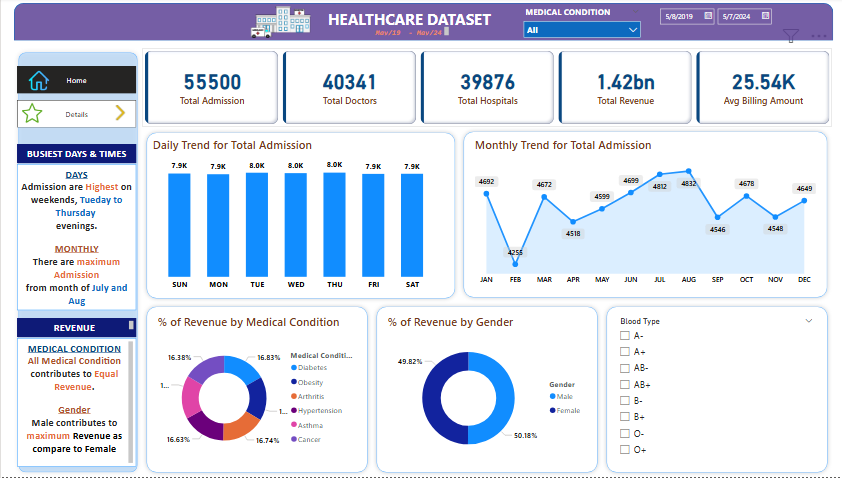 HEALTHCARE DATASET
May/19 - May/24
MEDICAL CONDITION
All
5/8/2019
5/7/2024
Home
Details
BUSIEST DAYS & TIMES
DAYS
Admission are Highest on
weekends, Tueday to
Thursday
evenings.
MONTHLY
There are maximum
Admission
from month of July and
Aug
REVENUE
MEDICAL CONDITION
All Medical Condition
contributes to Equal
Revenue.
Gender
Male contributes to
maximum Revenue as
compare to Female
55500
Total Admission
40341
Total Doctors
39876
Total Hospitals
1.42bn
Total Revenue
25.54K
Avg Billing Amount
Daily Trend for Total Admission
7.9K 7.9K 8.0K 8.0K 8.0K 7.9K 7.9K
SUN MON TUE WED THU FRI SAT
Monthly Trend for Total Admission
4692 4255 4672 4518 4599 4699 4812 4832 4546 4678 4548 4649
JAN FEB MAR APR MAY JUN JUL AUG SEP OCT NOV DEC
% of Revenue by Medical Condition
16.38%
16.83%
1...
1...
16.63%
16.74%
Medical Conditi...
Diabetes
Obesity
Arthritis
Hypertension
Asthma
Cancer
% of Revenue by Gender
49.82%
50.18%
Gender
Male
Female
Blood Type
A-
A+
AB-
AB+
B-
B+
O-
O+